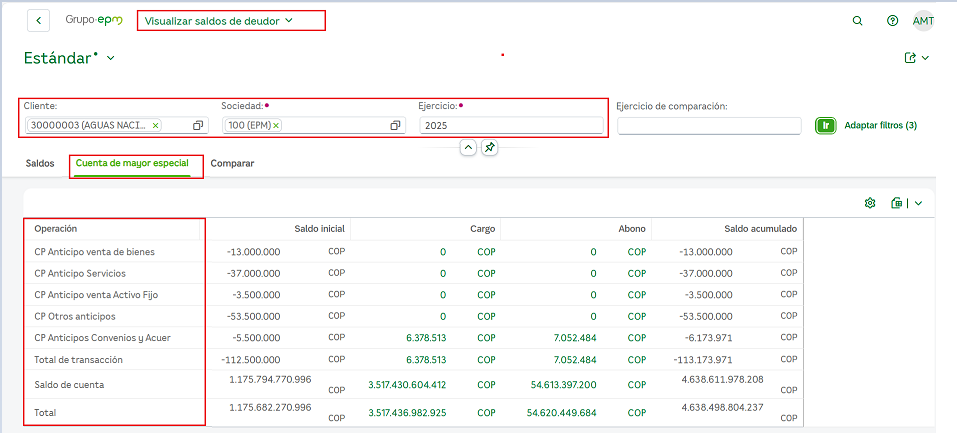 Grupo·epm Visualizar saldos de deudor AMT
Estándar*
Cliente: Sociedad: Ejercicio: Ejercicio de comparación:
30000003 (AGUAS NACI... 100 (EPM) 2025 Ir Adaptar filtros (3)
Saldos Cuenta de mayor especial Comparar
Operación Saldo inicial Cargo Abono Saldo acumulado
CP Anticipo venta de bienes -13.000.000 COP 0 COP 0 COP -13.000.000 COP
CP Anticipo Servicios -37.000.000 COP 0 COP 0 COP -37.000.000 COP
CP Anticipo venta Activo Fijo -3.500.000 COP 0 COP 0 COP -3.500.000 COP
CP Otros anticipos -53.500.000 COP 0 COP 0 COP -53.500.000 COP
CP Anticipos Convenios y Acuer -5.500.000 COP 6.378.513 COP 7.052.484 COP -6.173.971 COP
Total de transacción -112.500.000 COP 6.378.513 COP 7.052.484 COP -113.173.971 COP
Saldo de cuenta 1.175.794.770.996 COP 3.517.430.604.412 COP 54.613.397.200 COP 4.638.611.978.208 COP
Total 1.175.682.270.996 COP 3.517.436.982.925 COP 54.620.449.684 COP 4.638.498.804.237 COP